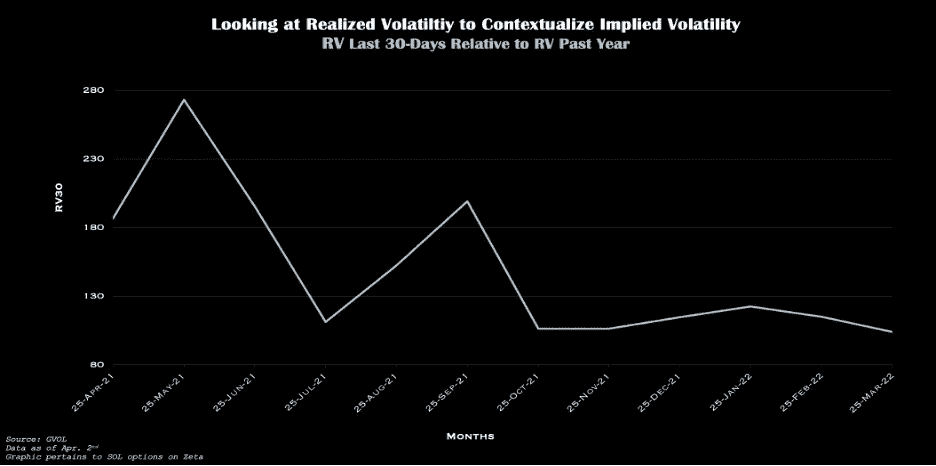 Looking at Realized Volatiltiy to Contextualize Implied Volatility
RV Last 30-Days Relative to RV Past Year
280
230
180
130
80
RV30
25-Apr-21
25-May-21
25-Jun-21
25-Jul-21
25-Aug-21
25-Sep-21
25-Oct-21
25-Nov-21
25-Dec-21
25-Jan-22
25-Feb-22
25-Mar-22
Months
Source: GVOL
Data as of Apr. 2nd
Graphic pertains to SOL options on Zeta